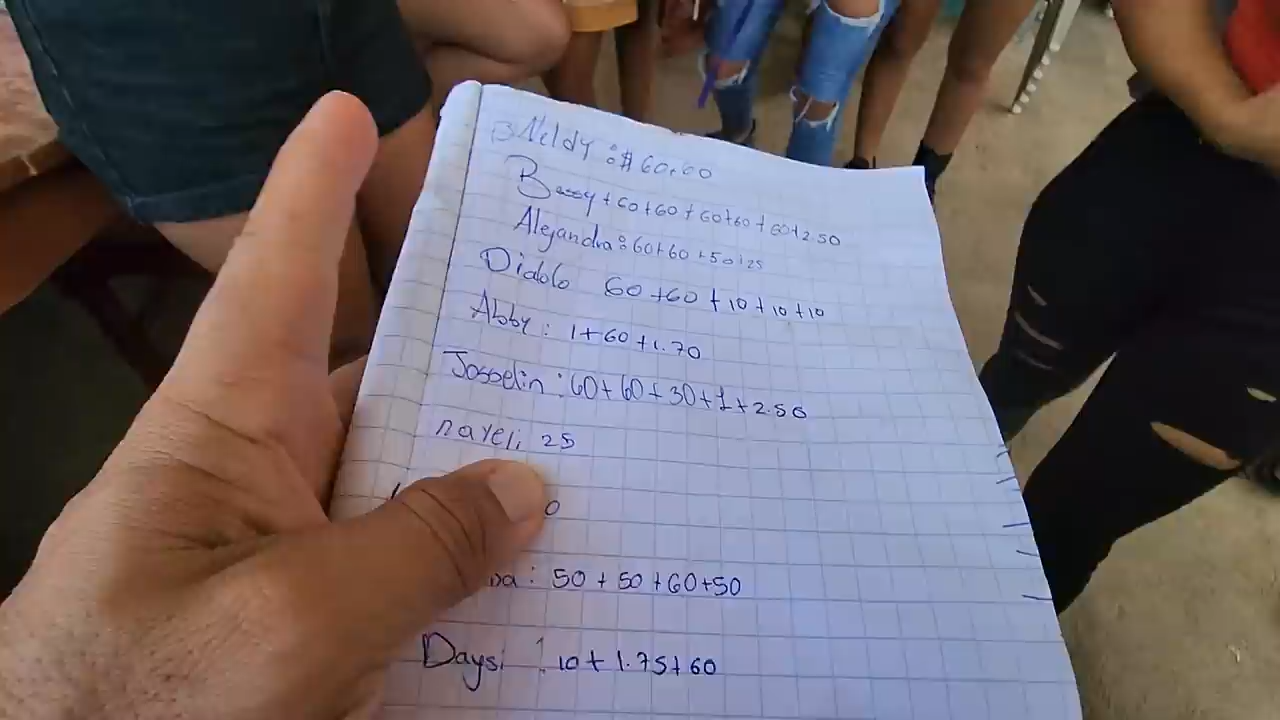 Neldy : $ 60.00
Bessy + 60+60 + 60+60 + 60+2.50
Alejandra : 60+60 +50+25
Diablo 60+60 +10+10+10
Abby : 1+60+1.70
Josselin : 60+60+30+1+2.50
nayeli 25
0
50+50+60+50
Daysi : 10+1.75+60